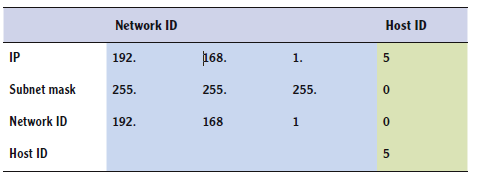 Network ID Host ID
IP 192. 168. 1. 5
Subnet mask 255. 255. 255. 0
Network ID 192. 168 1 0
Host ID 5